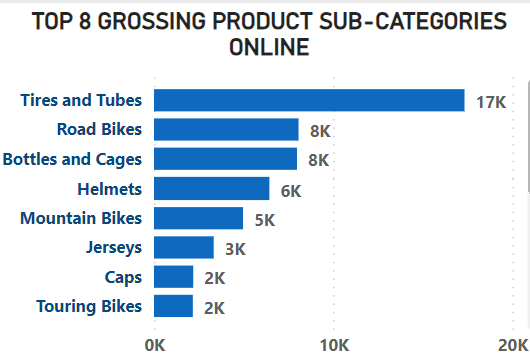 TOP 8 GROSSING PRODUCT SUB-CATEGORIES
ONLINE
Tires and Tubes 17K
Road Bikes 8K
Bottles and Cages 8K
Helmets 6K
Mountain Bikes 5K
Jerseys 3K
Caps 2K
Touring Bikes 2K
0K 10K 20K